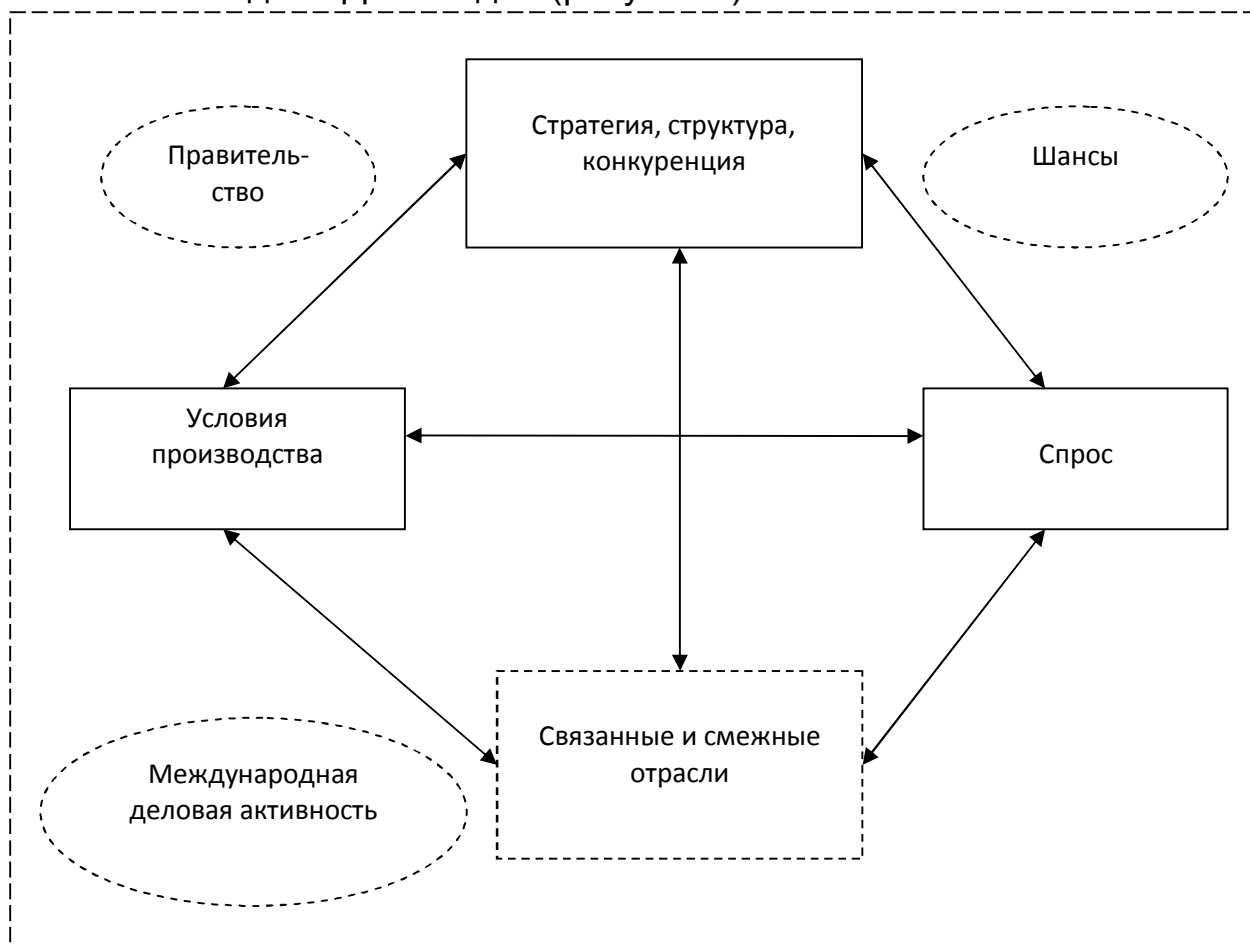 Стратегия, структура,
конкуренция
Правитель-
ство
Шансы
Условия
производства
Спрос
Связанные и смежные
отрасли
Международная
деловая активность